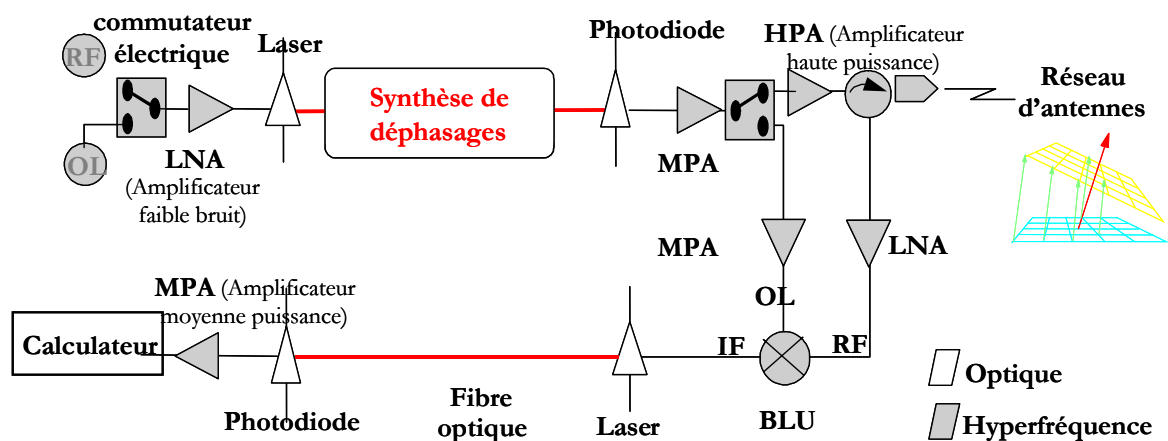 commutateur
électrique
RF
OL
Laser
LNA
(Amplificateur
faible bruit)
Synthèse de
déphasages
Photodiode
MPA
HPA (Amplificateur
haute puissance)
Réseau
d'antennes
MPA
LNA
OL
MPA (Amplificateur
moyenne puissance)
Calculateur
Photodiode
Fibre
optique
Laser
IF
RF
BLU
Optique
Hyperfréquence